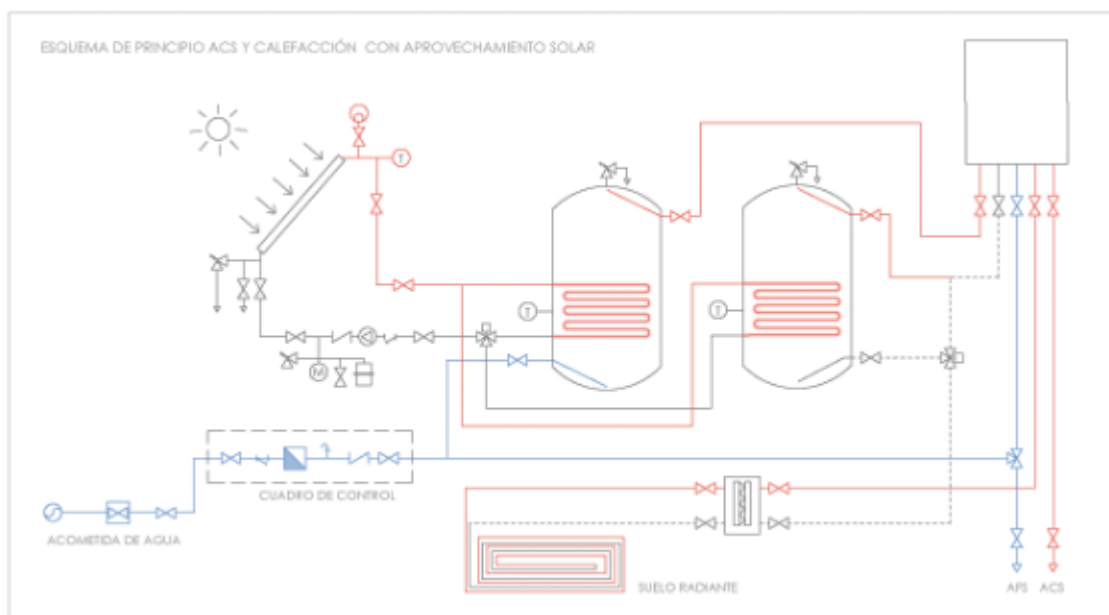 ESQUEMA DE PRINCIPIO ACS Y CALEFACCIÓN CON APROVECHAMIENTO SOLAR
T
T
T
M
CUADRO DE CONTROL
ACOMETIDA DE AGUA
SUELO RADIANTE
AFS
ACS